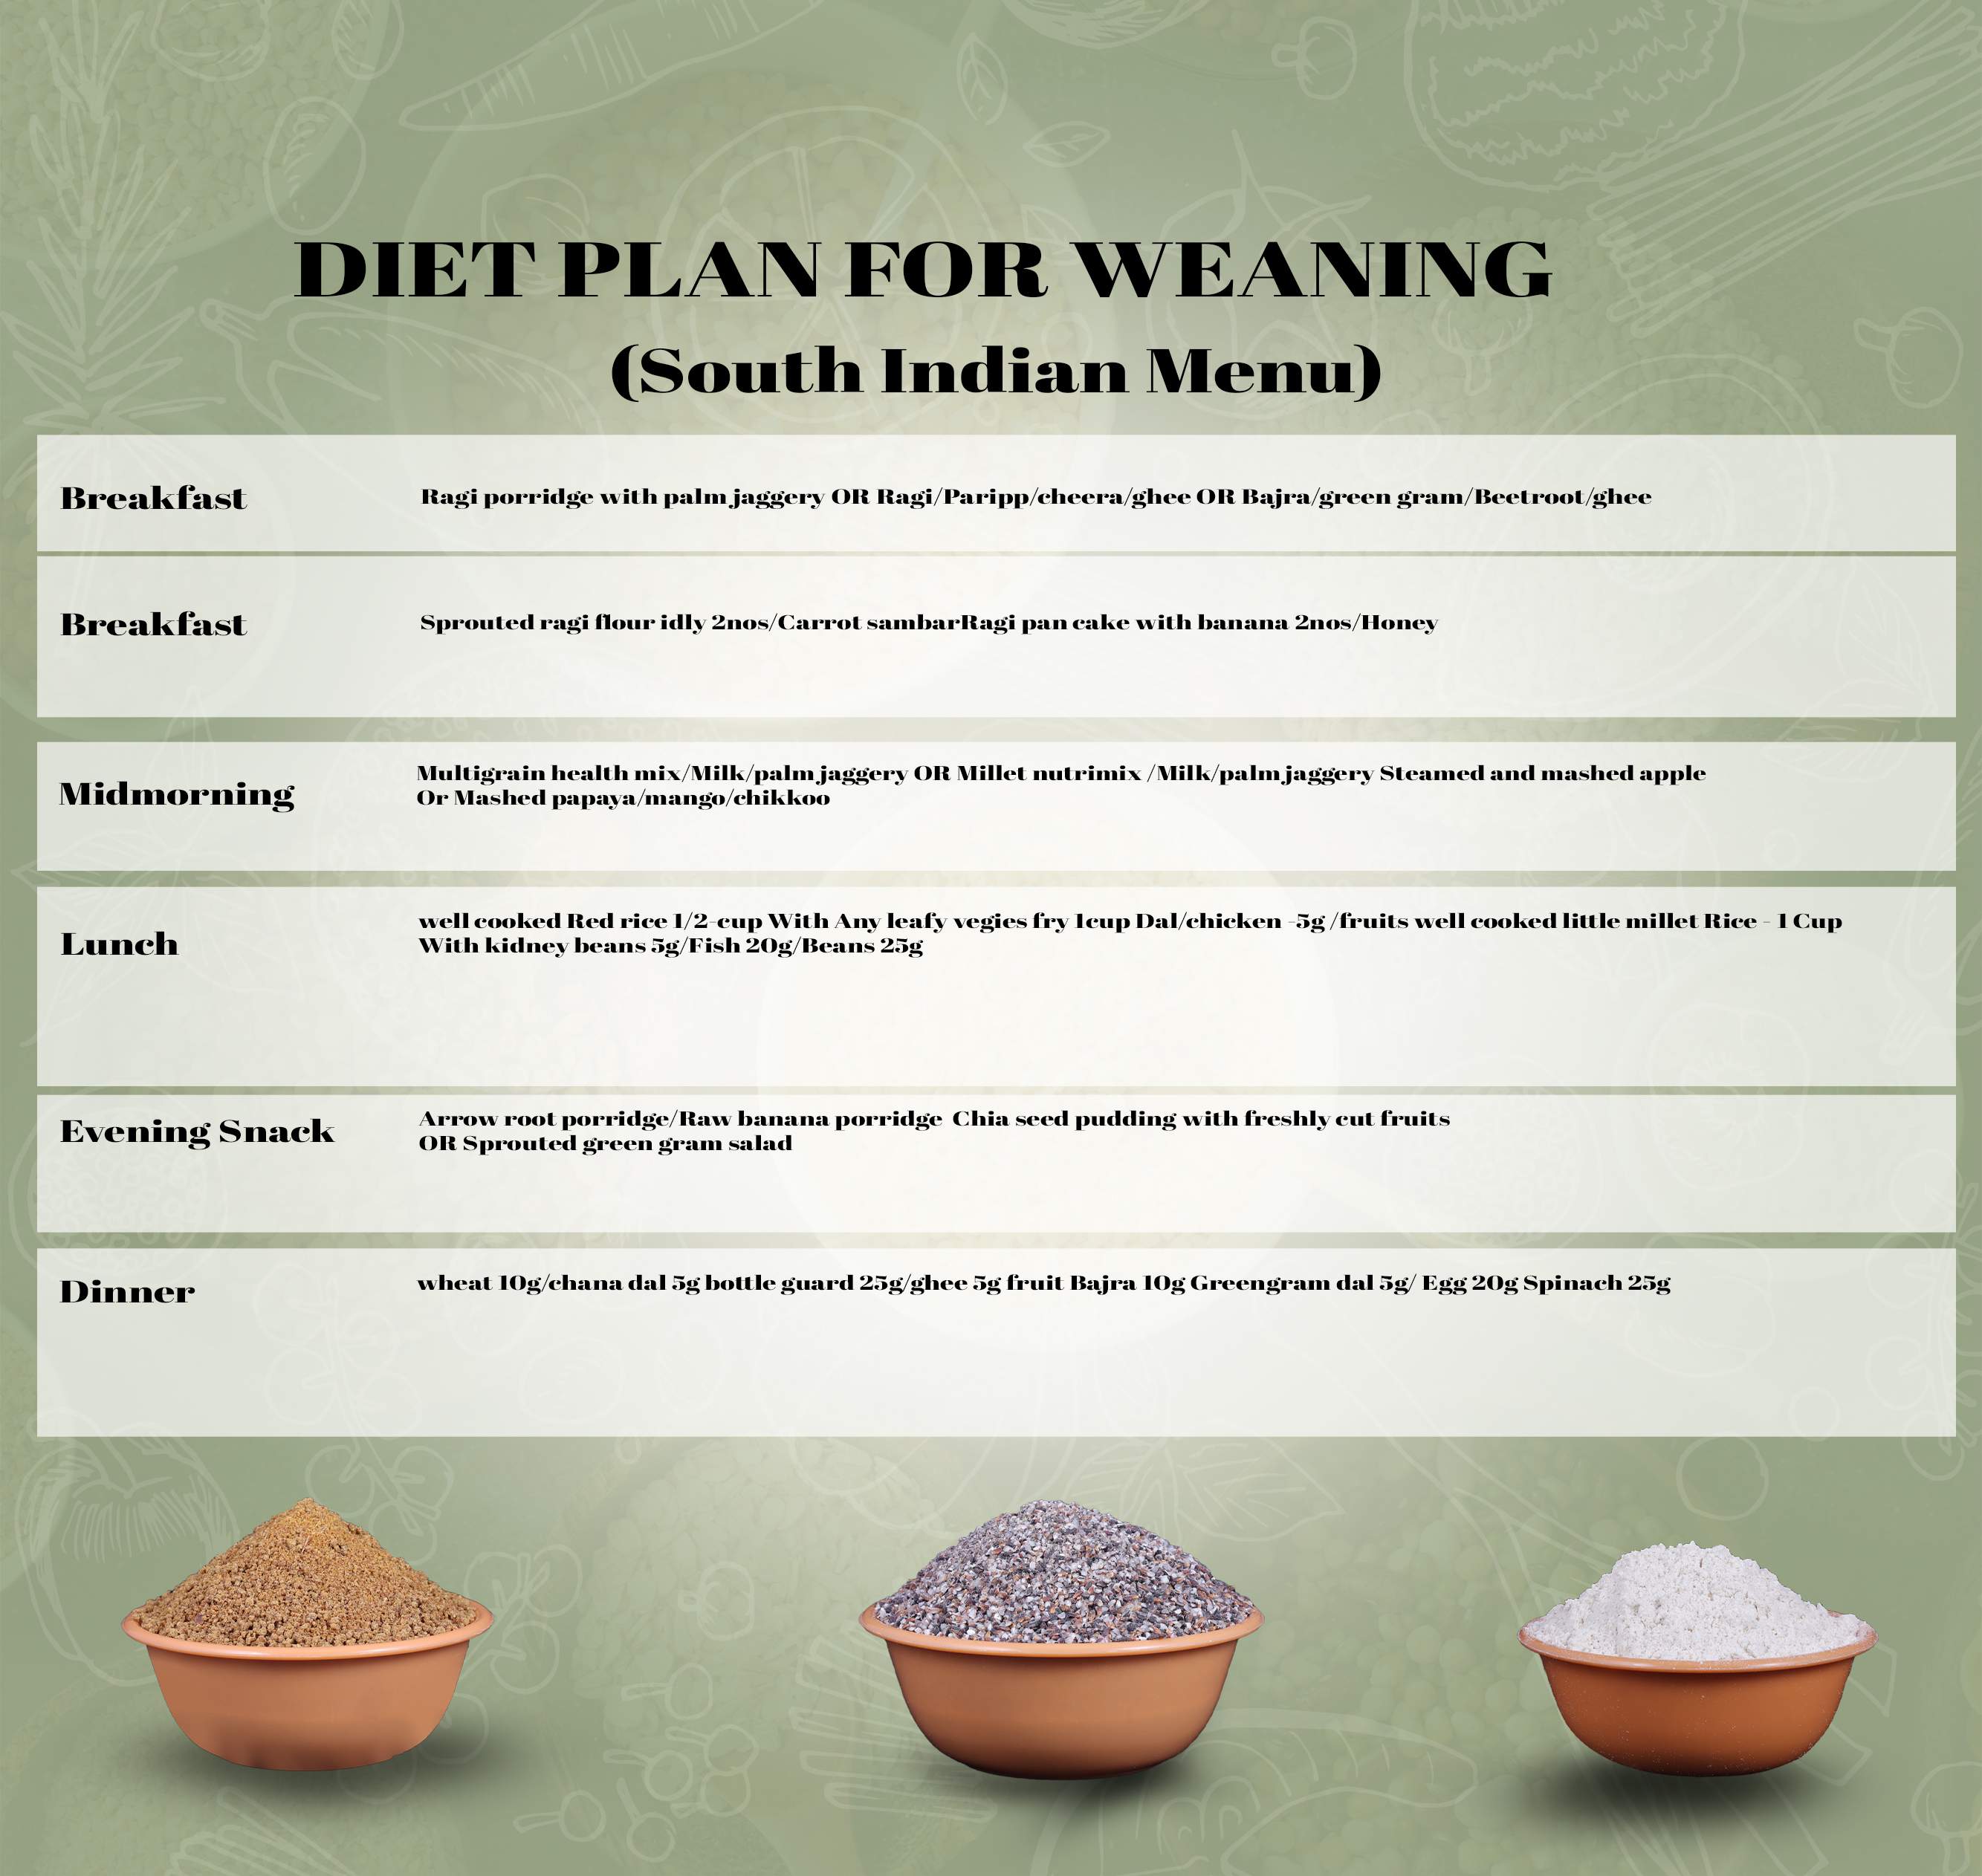 DIET PLAN FOR WEANING
(South Indian Menu)
Breakfast
Ragi porridge with palm jaggery OR Ragi/Paripp/cheera/ghee OR Bajra/green gram/Beetroot/ghee
Breakfast
Sprouted ragi flour idly 2nos/Carrot sambarRagi pan cake with banana 2nos/Honey
Midmorning
Multigrain health mix/Milk/palm jaggery OR Millet nutrimix /Milk/palm jaggery Steamed and mashed apple
Or Mashed papaya/mango/chikkoo
Lunch
well cooked Red rice 1/2-cup With Any leafy vegies fry 1cup Dal/chicken -5g /fruits well cooked little millet Rice - 1 Cup
With kidney beans 5g/Fish 20g/Beans 25g
Evening Snack
Arrow root porridge/Raw banana porridge  Chia seed pudding with freshly cut fruits
OR Sprouted green gram salad
Dinner
wheat 10g/chana dal 5g bottle guard 25g/ghee 5g fruit Bajra 10g Greengram dal 5g/ Egg 20g Spinach 25g